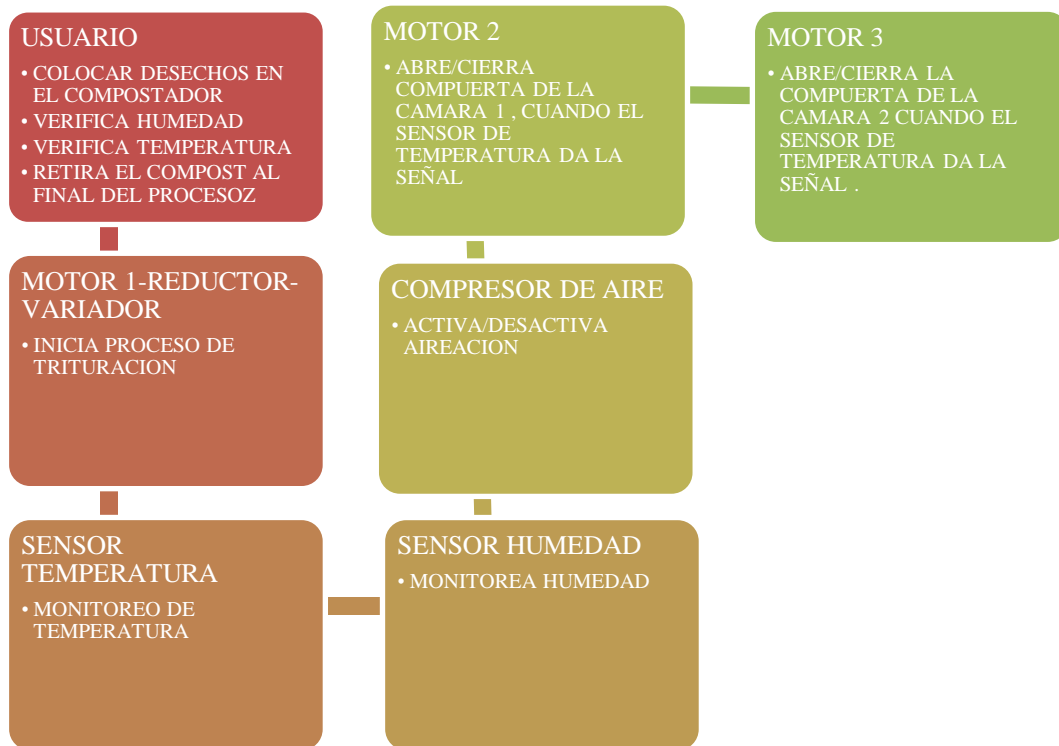 USUARIO
• COLOCAR DESECHOS EN
EL COMPOSTADOR
• VERIFICA HUMEDAD
• VERIFICA TEMPERATURA
• RETIRA EL COMPOST AL
FINAL DEL PROCESOZ
MOTOR 1-REDUCTOR-
VARIADOR
• INICIA PROCESO DE
TRITURACION
SENSOR
TEMPERATURA
• MONITOREO DE
TEMPERATURA
SENSOR HUMEDAD
• MONITOREA HUMEDAD
COMPRESOR DE AIRE
• ACTIVA/DESACTIVA
AIREACION
MOTOR 2
• ABRE/CIERRA
COMPUERTA DE LA
CAMARA 1 , CUANDO EL
SENSOR DE
TEMPERATURA DA LA
SEÑAL
MOTOR 3
• ABRE/CIERRA LA
COMPUERTA DE LA
CAMARA 2 CUANDO EL
SENSOR DE
TEMPERATURA DA LA
SEÑAL .